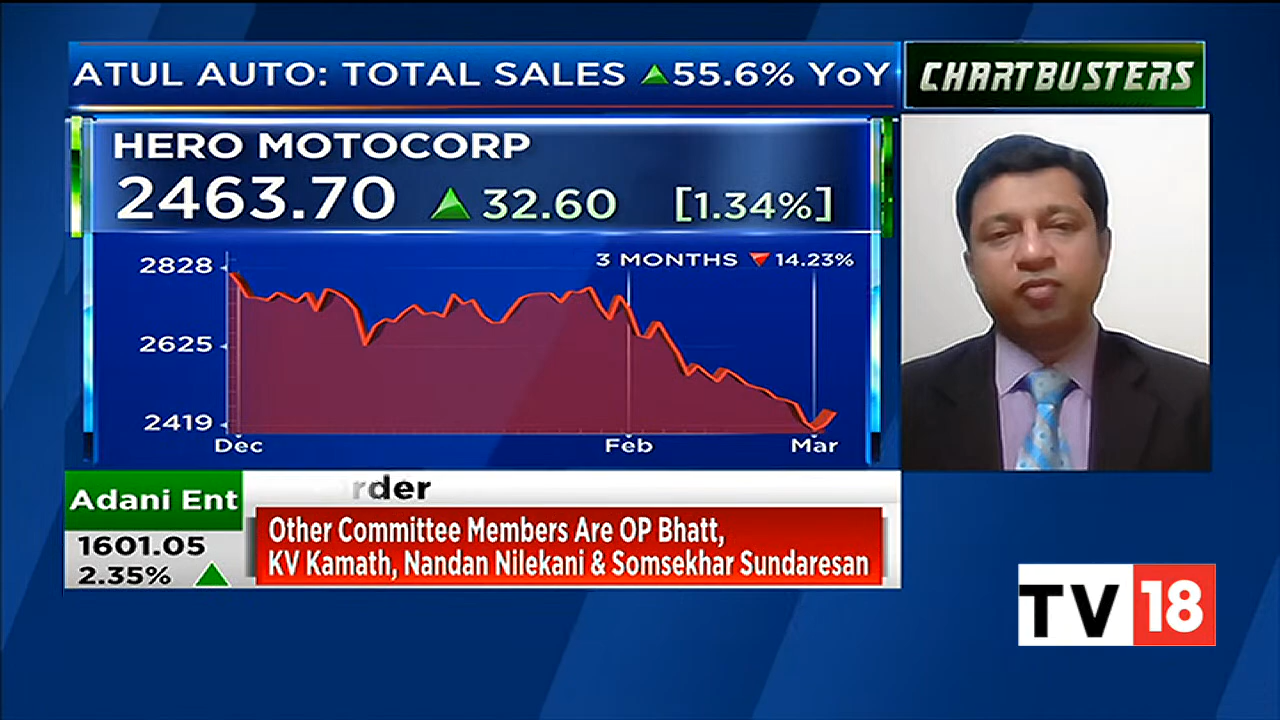 ATUL AUTO: TOTAL SALES ▲55.6% YoY
CHARTBUSTERS
HERO MOTOCORP
2463.70 ▲ 32.60 [1.34%]
3 MONTHS ▼ 14.23%
2828
2625
2419
Dec Feb Mar
Adani Ent
1601.05
2.35% ▲
rder
Other Committee Members Are OP Bhatt,
KV Kamath, Nandan Nilekani & Somsekhar Sundaresan
TV 18